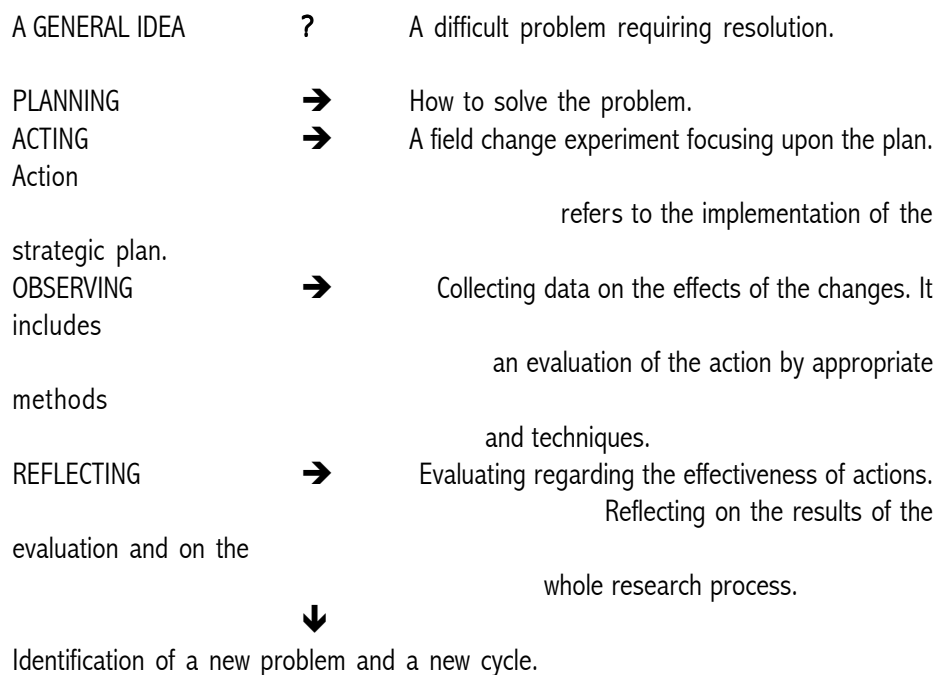 A GENERAL IDEA ? A difficult problem requiring resolution.
PLANNING ➔ How to solve the problem.
ACTING ➔ A field change experiment focusing upon the plan.
Action
refers to the implementation of the
strategic plan.
OBSERVING ➔ Collecting data on the effects of the changes. It
includes
an evaluation of the action by appropriate
methods
and techniques.
REFLECTING ➔ Evaluating regarding the effectiveness of actions.
Reflecting on the results of the
evaluation and on the
whole research process.
🡫
Identification of a new problem and a new cycle.